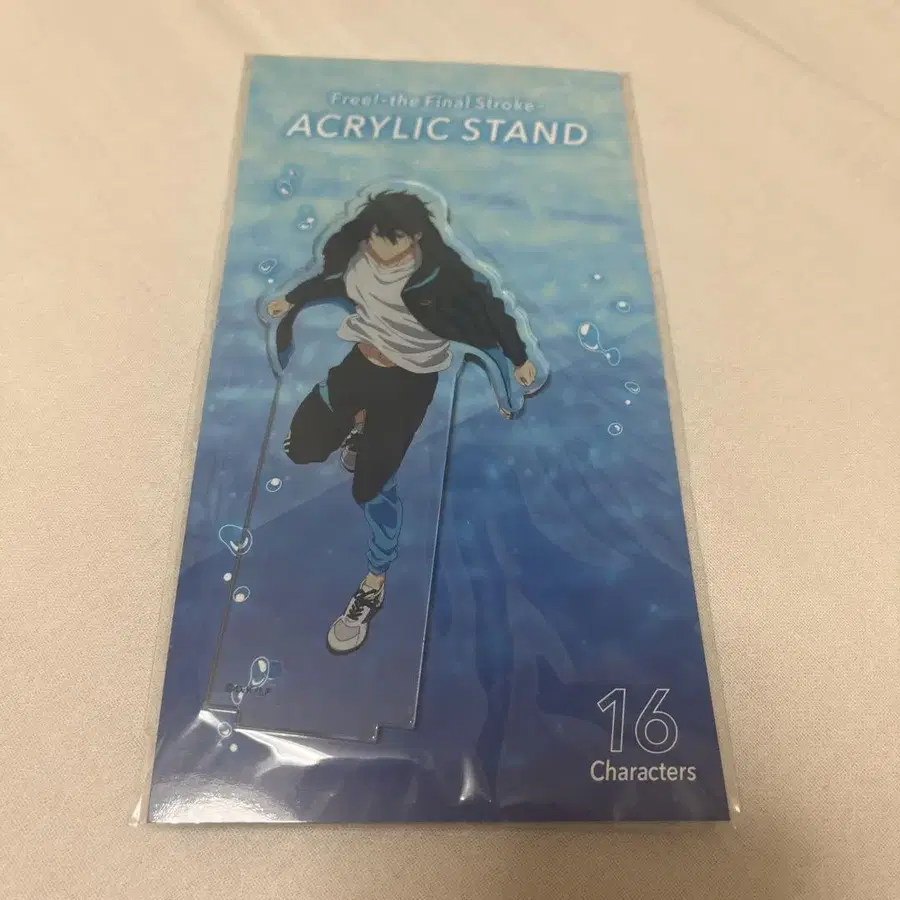 Free!-the Final Stroke-
ACRYLIC STAND
16
Characters